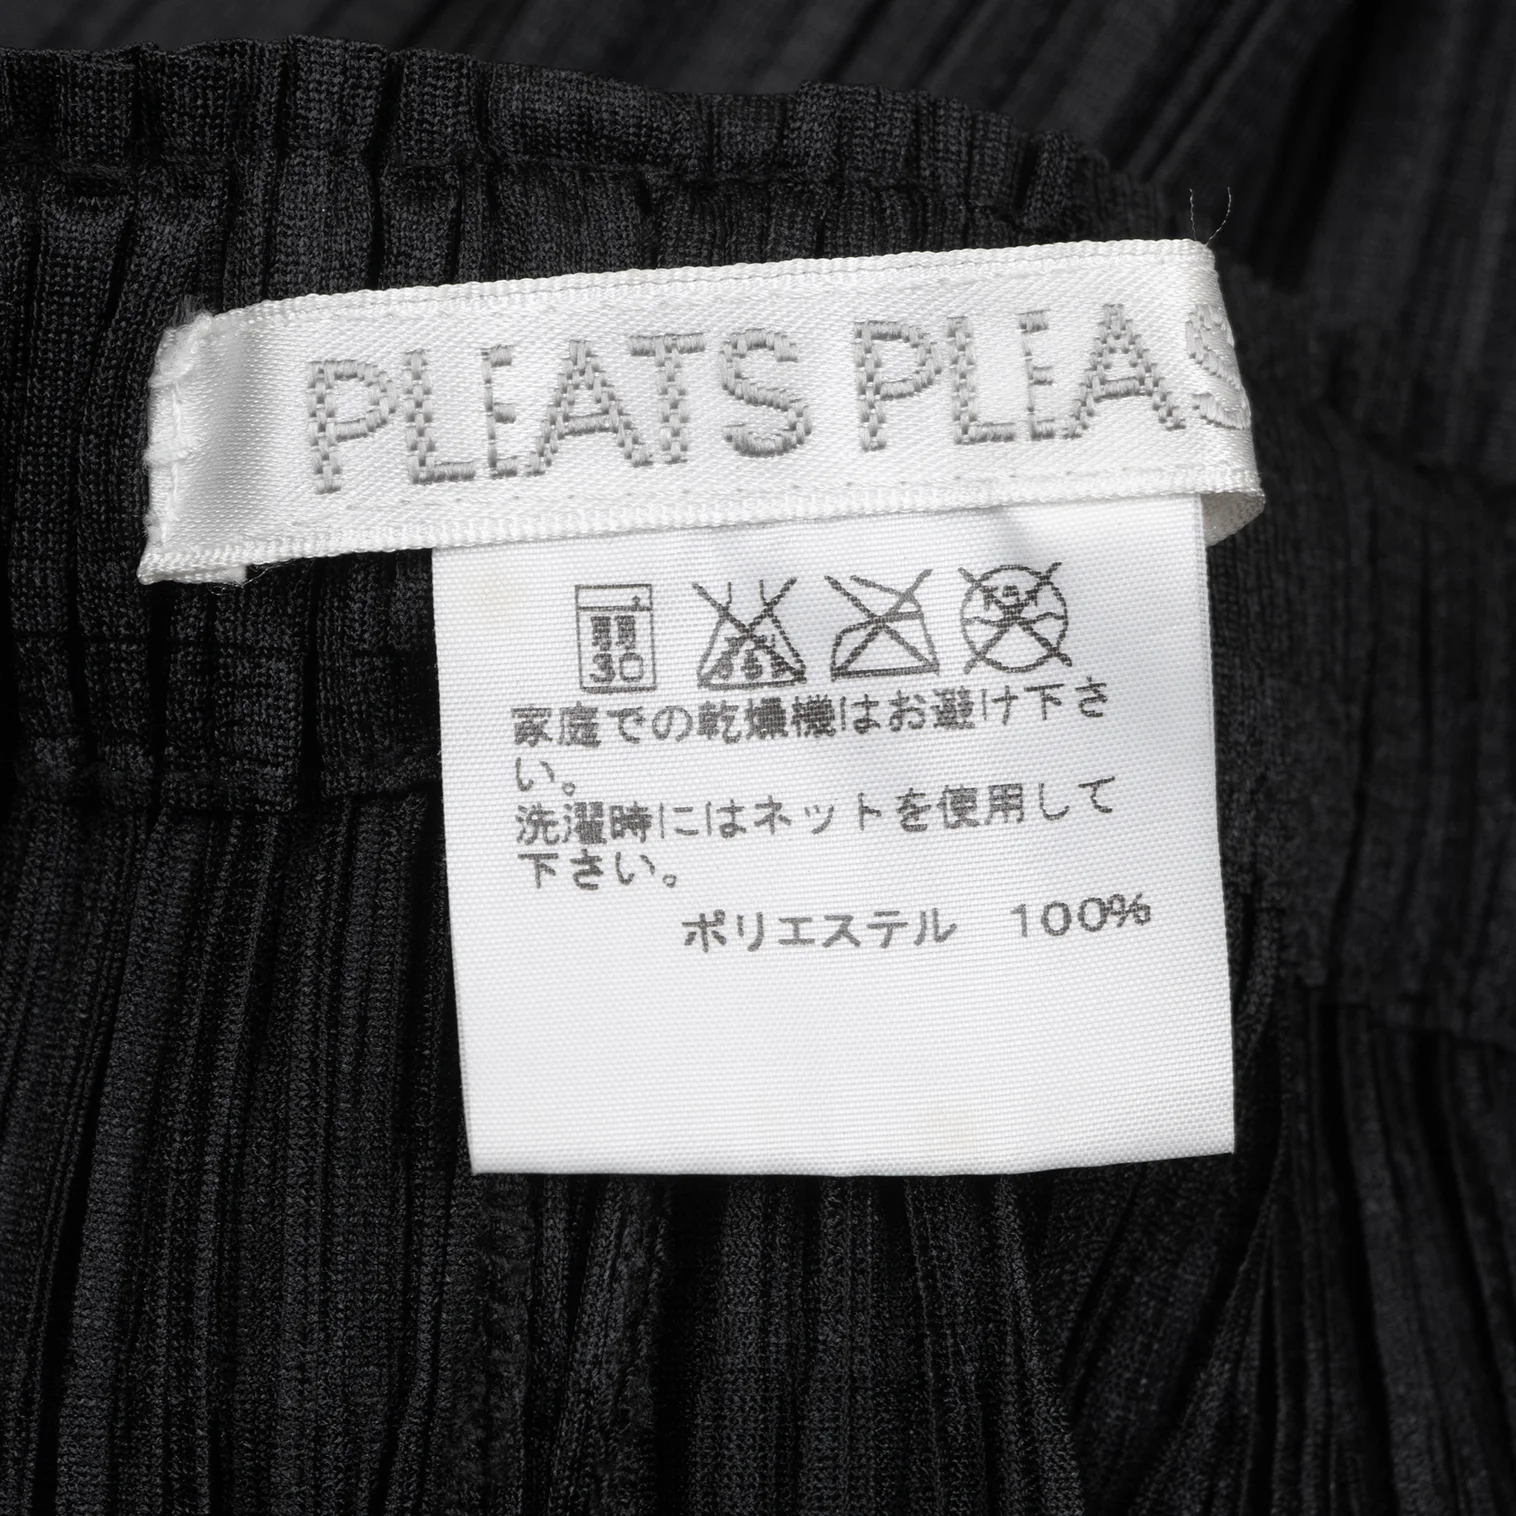 PLEATS PLEAS
30
家庭での乾燥機はお避け下さ
い。
洗濯時にはネットを使用して
下さい。
ポリエステル 100%